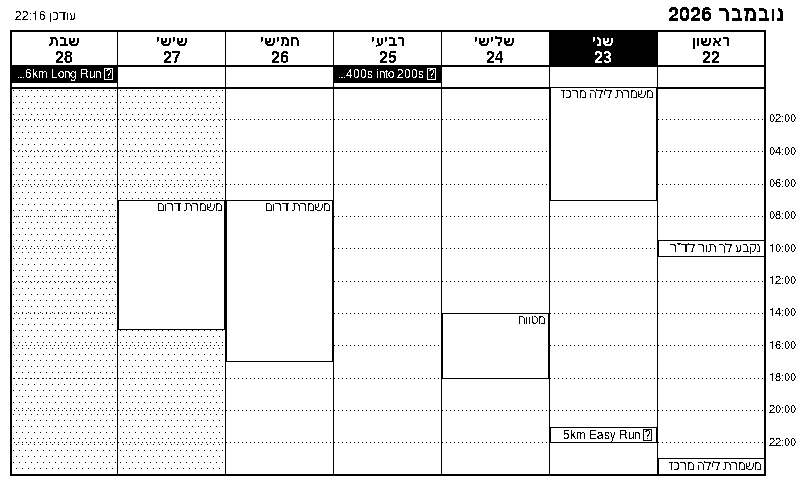 נובמבר 2026
עודכן 22:16
ראשון
22
שני
23
שלישי
24
רביעי
25
חמישי
26
שישי
27
שבת
28
400s into 200s...
6km Long Run...
משמרת לילה מרכז
02:00
04:00
06:00
משמרת דרום
משמרת דרום
08:00
נקבע לך תור לד"ר
10:00
12:00
14:00
מטווח
16:00
18:00
20:00
5km Easy Run
22:00
משמרת לילה מרכז